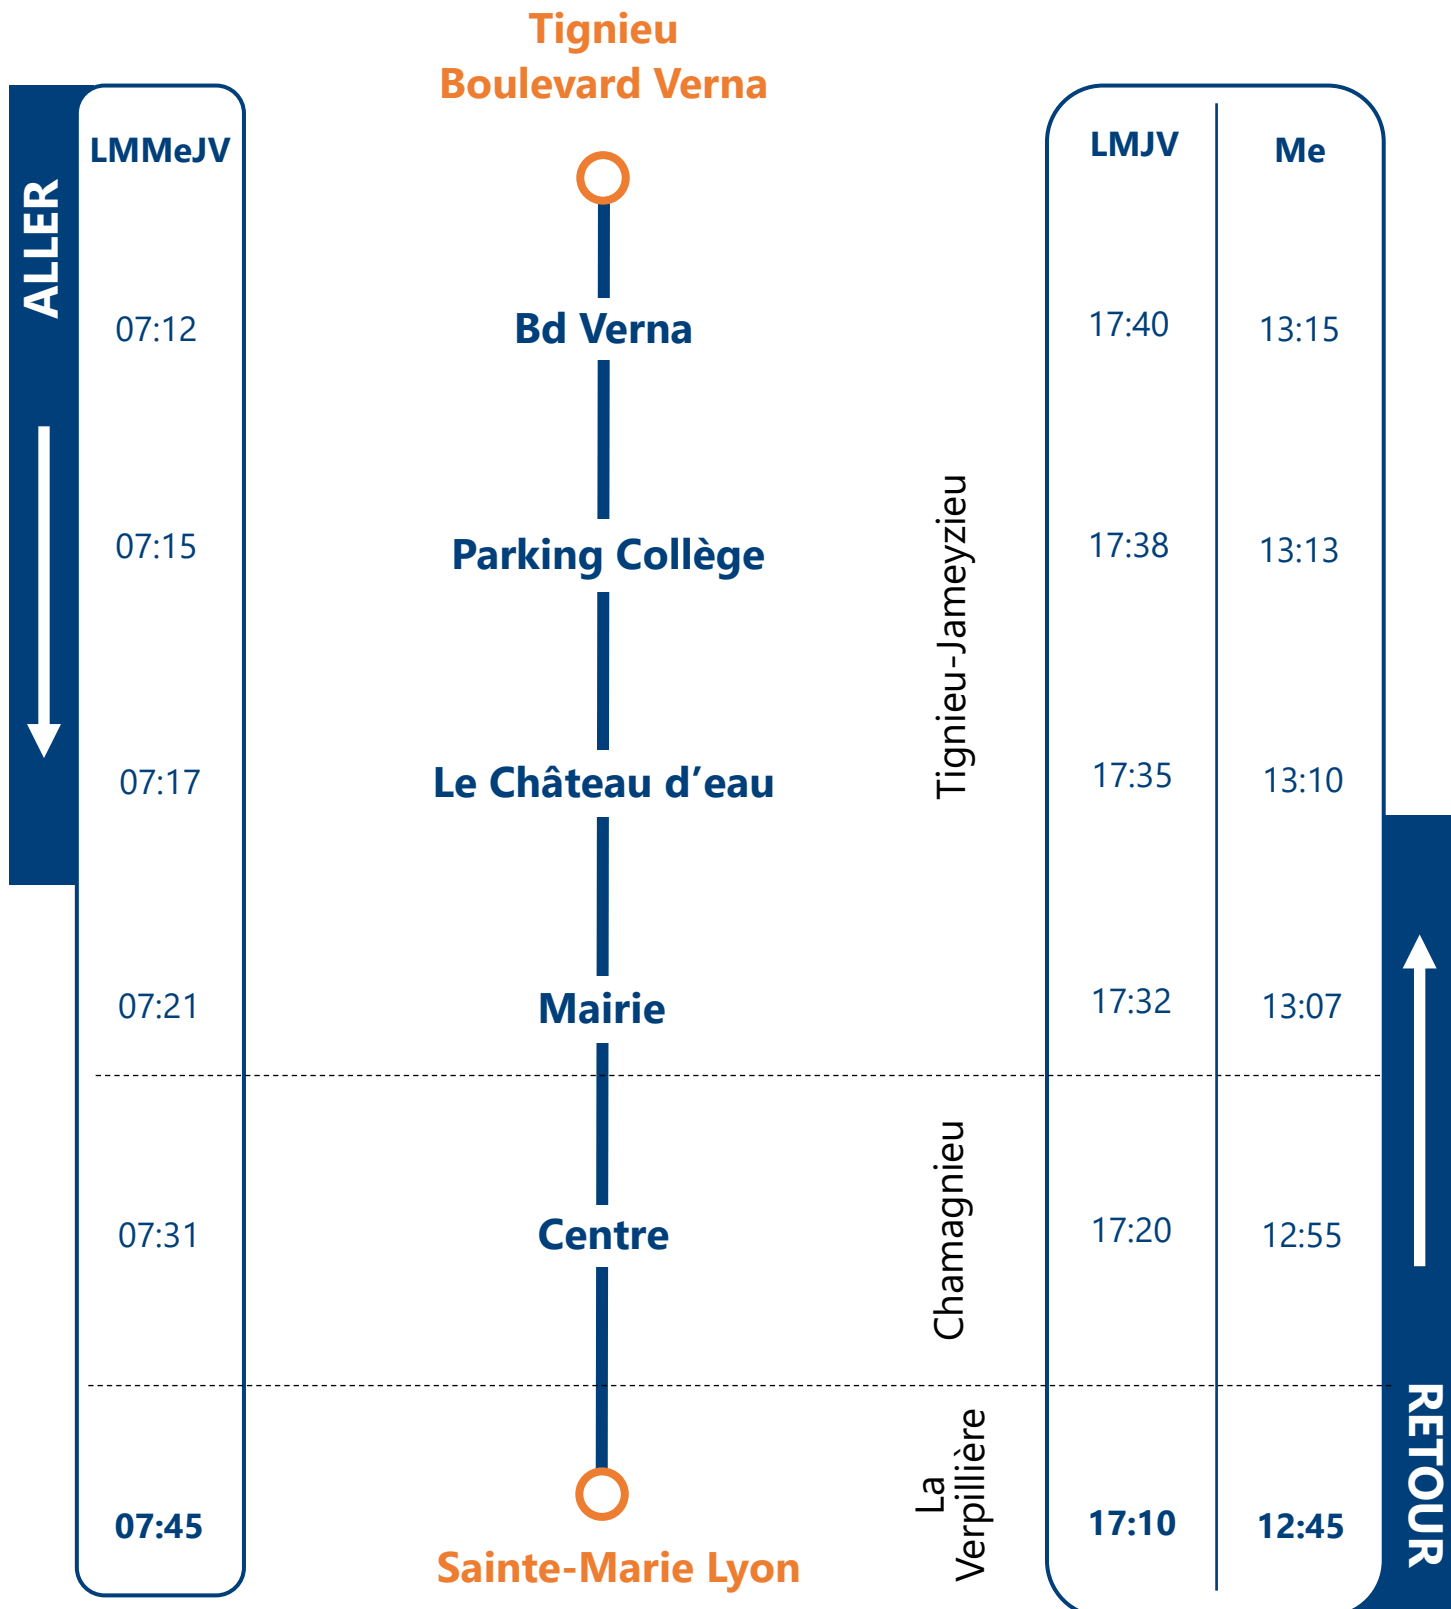 Tignieu
Boulevard Verna
ALLER
LMMeJV
LMJV
Me
07:12
Bd Verna
17:40
13:15
07:15
Parking Collège
17:38
13:13
Tignieu-Jameyzieu
07:17
Le Château d’eau
17:35
13:10
07:21
Mairie
17:32
13:07
07:31
Centre
Chamagnieu
17:20
12:55
07:45
Sainte-Marie Lyon
La
Verpillière
17:10
12:45
RETOUR